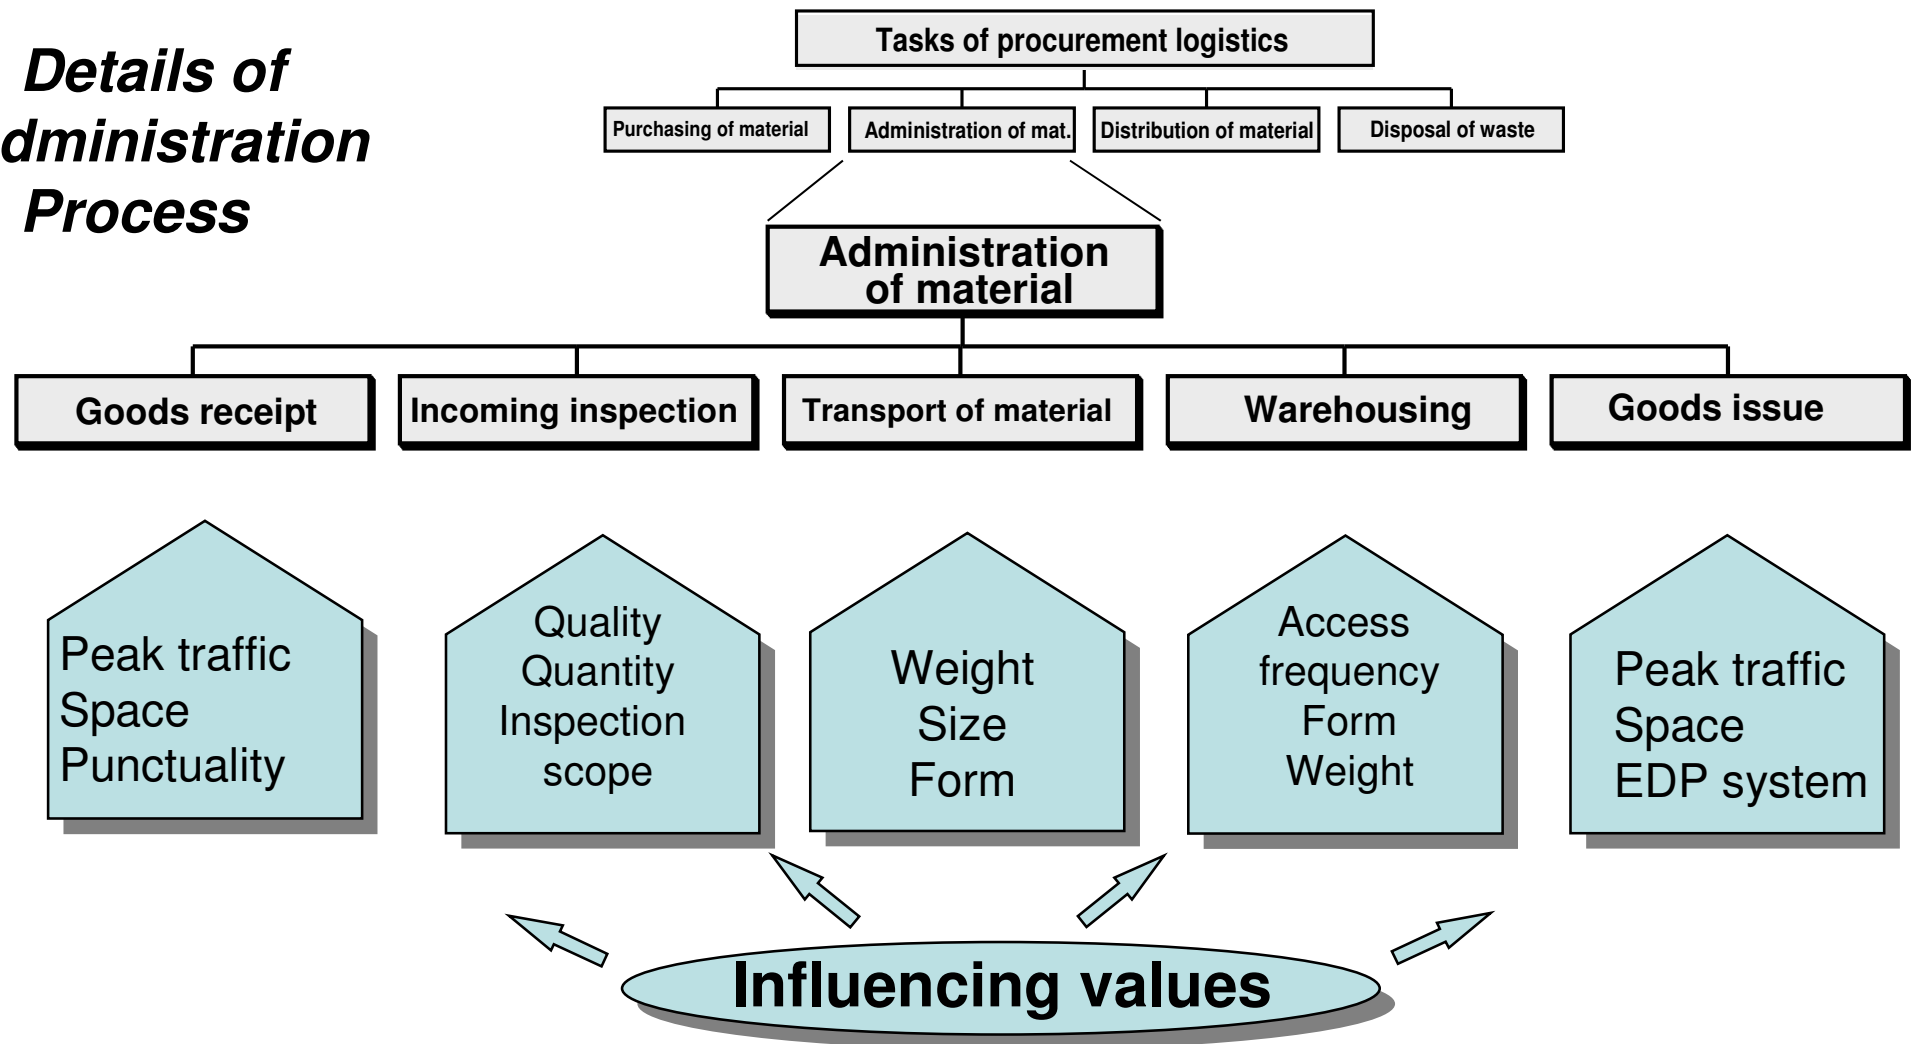 Details of
dministration
Process
Tasks of procurement logistics
Purchasing of material
Administration of mat.
Distribution of material
Disposal of waste
Administration
of material
Goods receipt
Incoming inspection
Transport of material
Warehousing
Goods issue
Peak traffic
Space
Punctuality
Quality
Quantity
Inspection
scope
Weight
Size
Form
Access
frequency
Form
Weight
Peak traffic
Space
EDP system
Influencing values